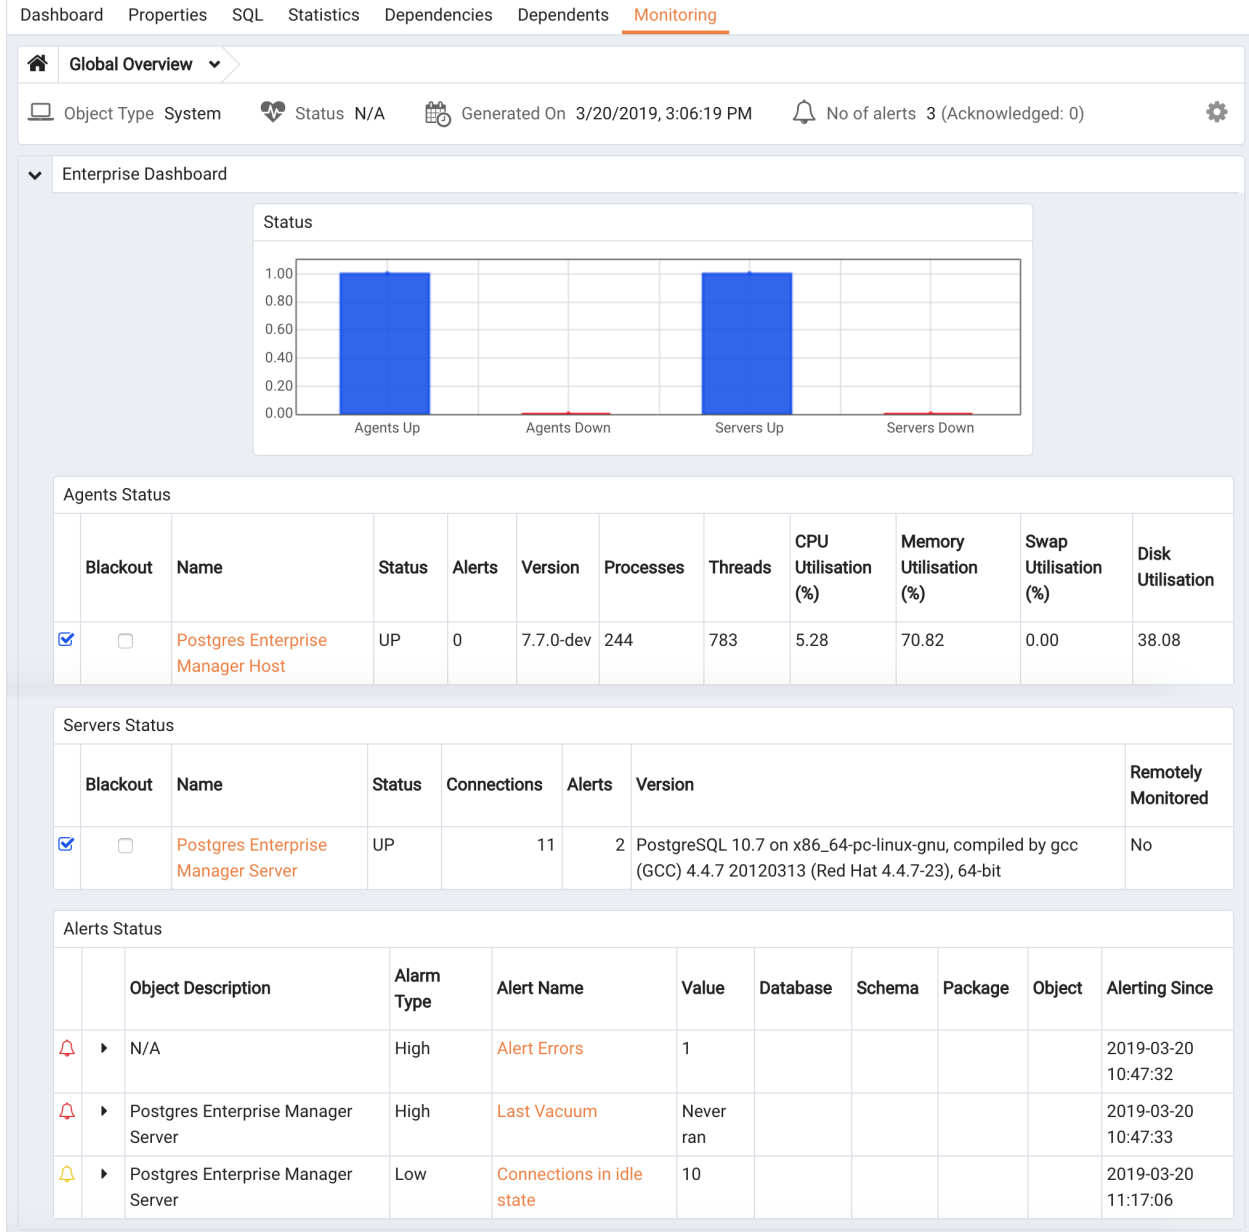 Dashboard Properties SQL Statistics Dependencies Dependents Monitoring
Global Overview
Object Type System Status N/A Generated On 3/20/2019, 3:06:19 PM No of alerts 3 (Acknowledged: 0)
Enterprise Dashboard
Status
1.00
0.80
0.60
0.40
0.20
0.00
Agents Up Agents Down Servers Up Servers Down
Agents Status
Blackout Name Status Alerts Version Processes Threads CPU Utilisation (%) Memory Utilisation (%) Swap Utilisation (%) Disk Utilisation
Postgres Enterprise Manager Host UP 0 7.7.0-dev 244 783 5.28 70.82 0.00 38.08
Servers Status
Blackout Name Status Connections Alerts Version Remotely Monitored
Postgres Enterprise Manager Server UP 11 2 PostgreSQL 10.7 on x86_64-pc-linux-gnu, compiled by gcc (GCC) 4.4.7 20120313 (Red Hat 4.4.7-23), 64-bit No
Alerts Status
Object Description Alarm Type Alert Name Value Database Schema Package Object Alerting Since
N/A High Alert Errors 1 2019-03-20 10:47:32
Postgres Enterprise Manager Server High Last Vacuum Never ran 2019-03-20 10:47:33
Postgres Enterprise Manager Server Low Connections in idle state 10 2019-03-20 11:17:06